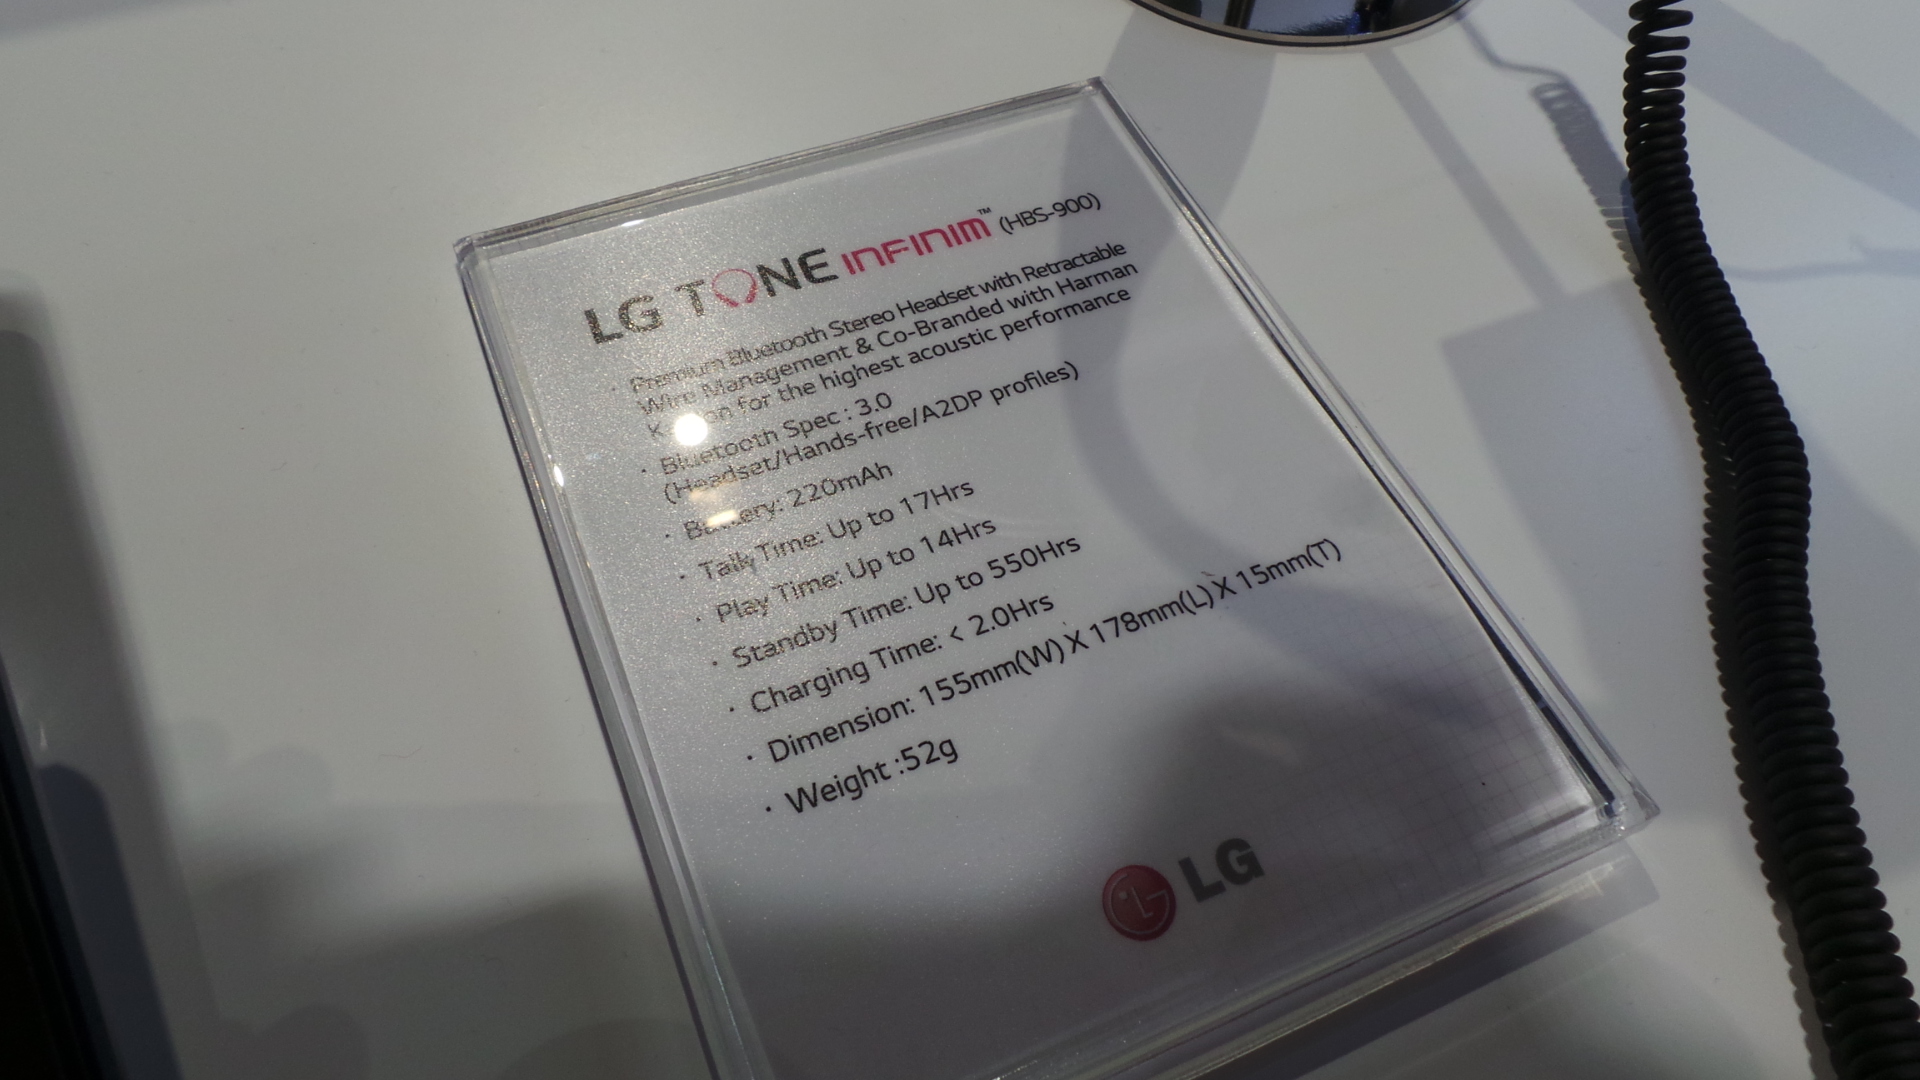 LG TONE INFINIM™ (HBS-900)
· Premium Bluetooth Stereo Headset with Retractable
Wire Management & Co-Branded with Harman
for the highest acoustic performance
· Bluetooth Spec : 3.0
(Headset/Hands-free/A2DP profiles)
· Battery: 220mAh
· Talk Time: Up to 17Hrs
· Play Time: Up to 14Hrs
· Standby Time: Up to 550Hrs
· Charging Time: < 2.0Hrs
· Dimension: 155mm(W) X 178mm(L) X 15mm(T)
· Weight :52g
LG